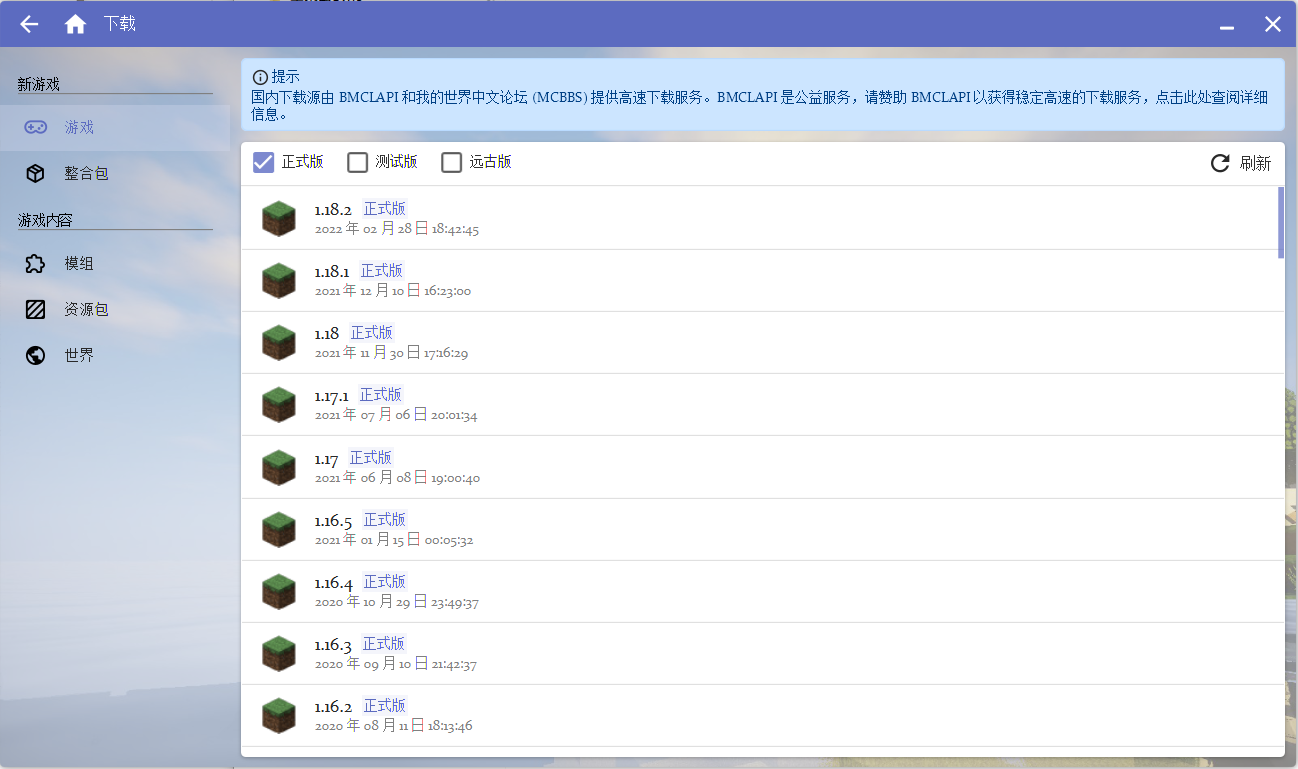 下载
新游戏
游戏
整合包
游戏内容
模组
资源包
世界
提示
国内下载源由 BMCLAPI 和我的世界中文论坛 (MCBBS) 提供高速下载服务。BMCLAPI 是公益服务，请赞助 BMCLAPI 以获得稳定高速的下载服务，点击此处查阅详细
信息。
正式版 测试版 远古版 刷新
1.18.2 正式版
2022 年 02 月 28 日 18:42:45
1.18.1 正式版
2021 年 12 月 10 日 16:23:00
1.18 正式版
2021 年 11 月 30 日 17:16:29
1.17.1 正式版
2021 年 07 月 06 日 20:01:34
1.17 正式版
2021 年 06 月 08 日 19:00:40
1.16.5 正式版
2021 年 01 月 15 日 00:05:32
1.16.4 正式版
2020 年 10 月 29 日 23:49:37
1.16.3 正式版
2020 年 09 月 10 日 21:42:37
1.16.2 正式版
2020 年 08 月 11 日 18:13:46